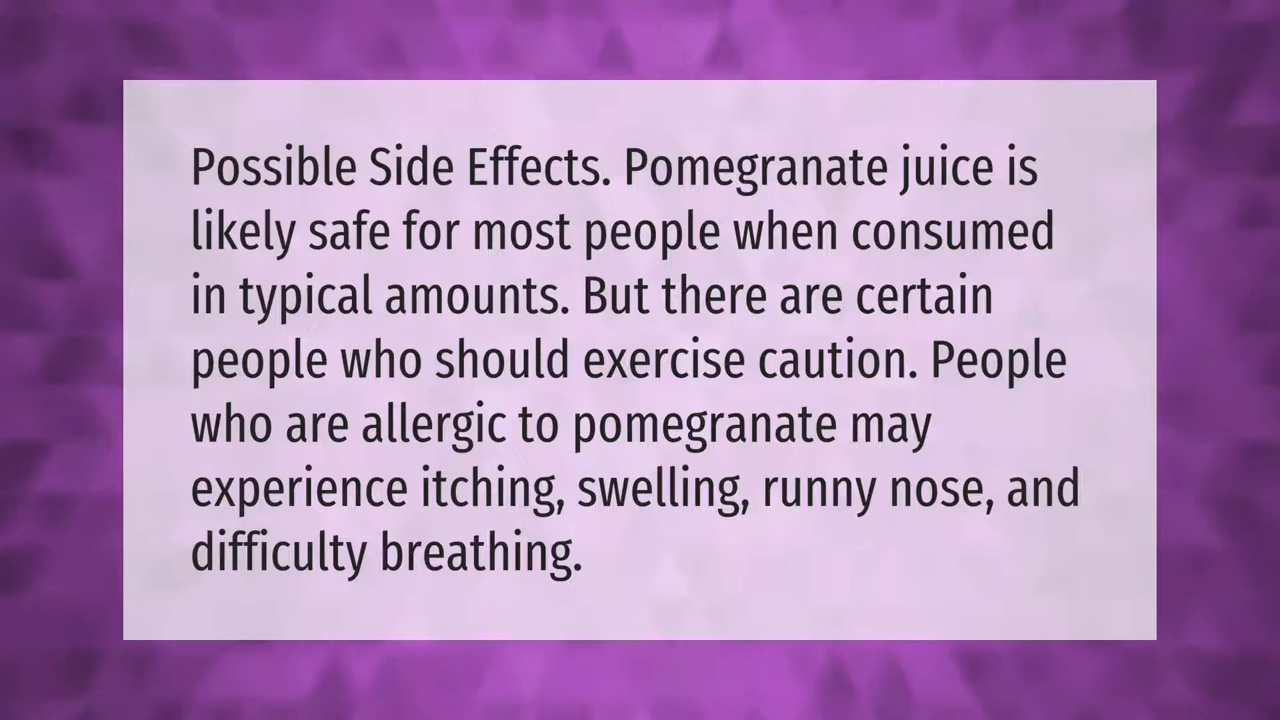 Possible Side Effects. Pomegranate juice is
likely safe for most people when consumed
in typical amounts. But there are certain
people who should exercise caution. People
who are allergic to pomegranate may
experience itching, swelling, runny nose, and
difficulty breathing.